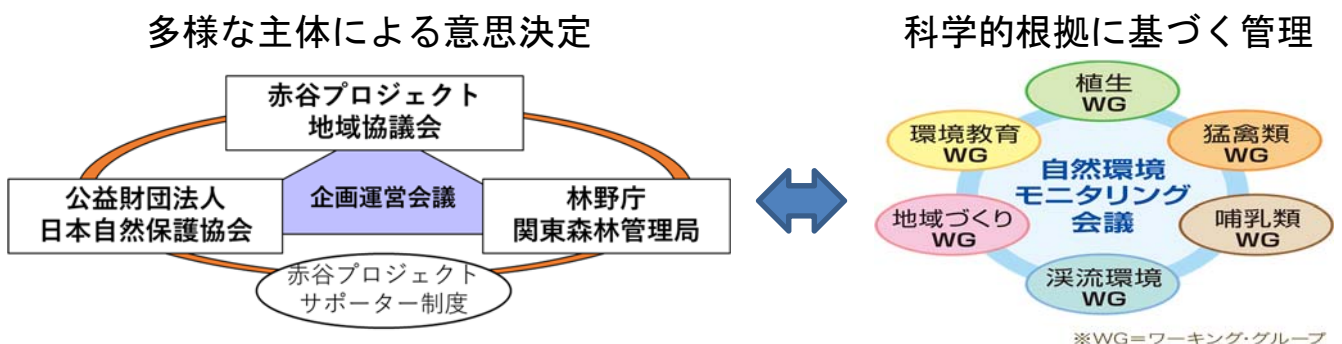 多様な主体による意思決定
赤谷プロジェクト
地域協議会
公益財団法人
日本自然保護協会
企画運営会議
林野庁
関東森林管理局
赤谷プロジェクト
サポーター制度
科学的根拠に基づく管理
植生
WG
環境教育
WG
猛禽類
WG
自然環境
モニタリング
会議
地域づくり
WG
哺乳類
WG
渓流環境
WG
※WG=ワーキング・グループ